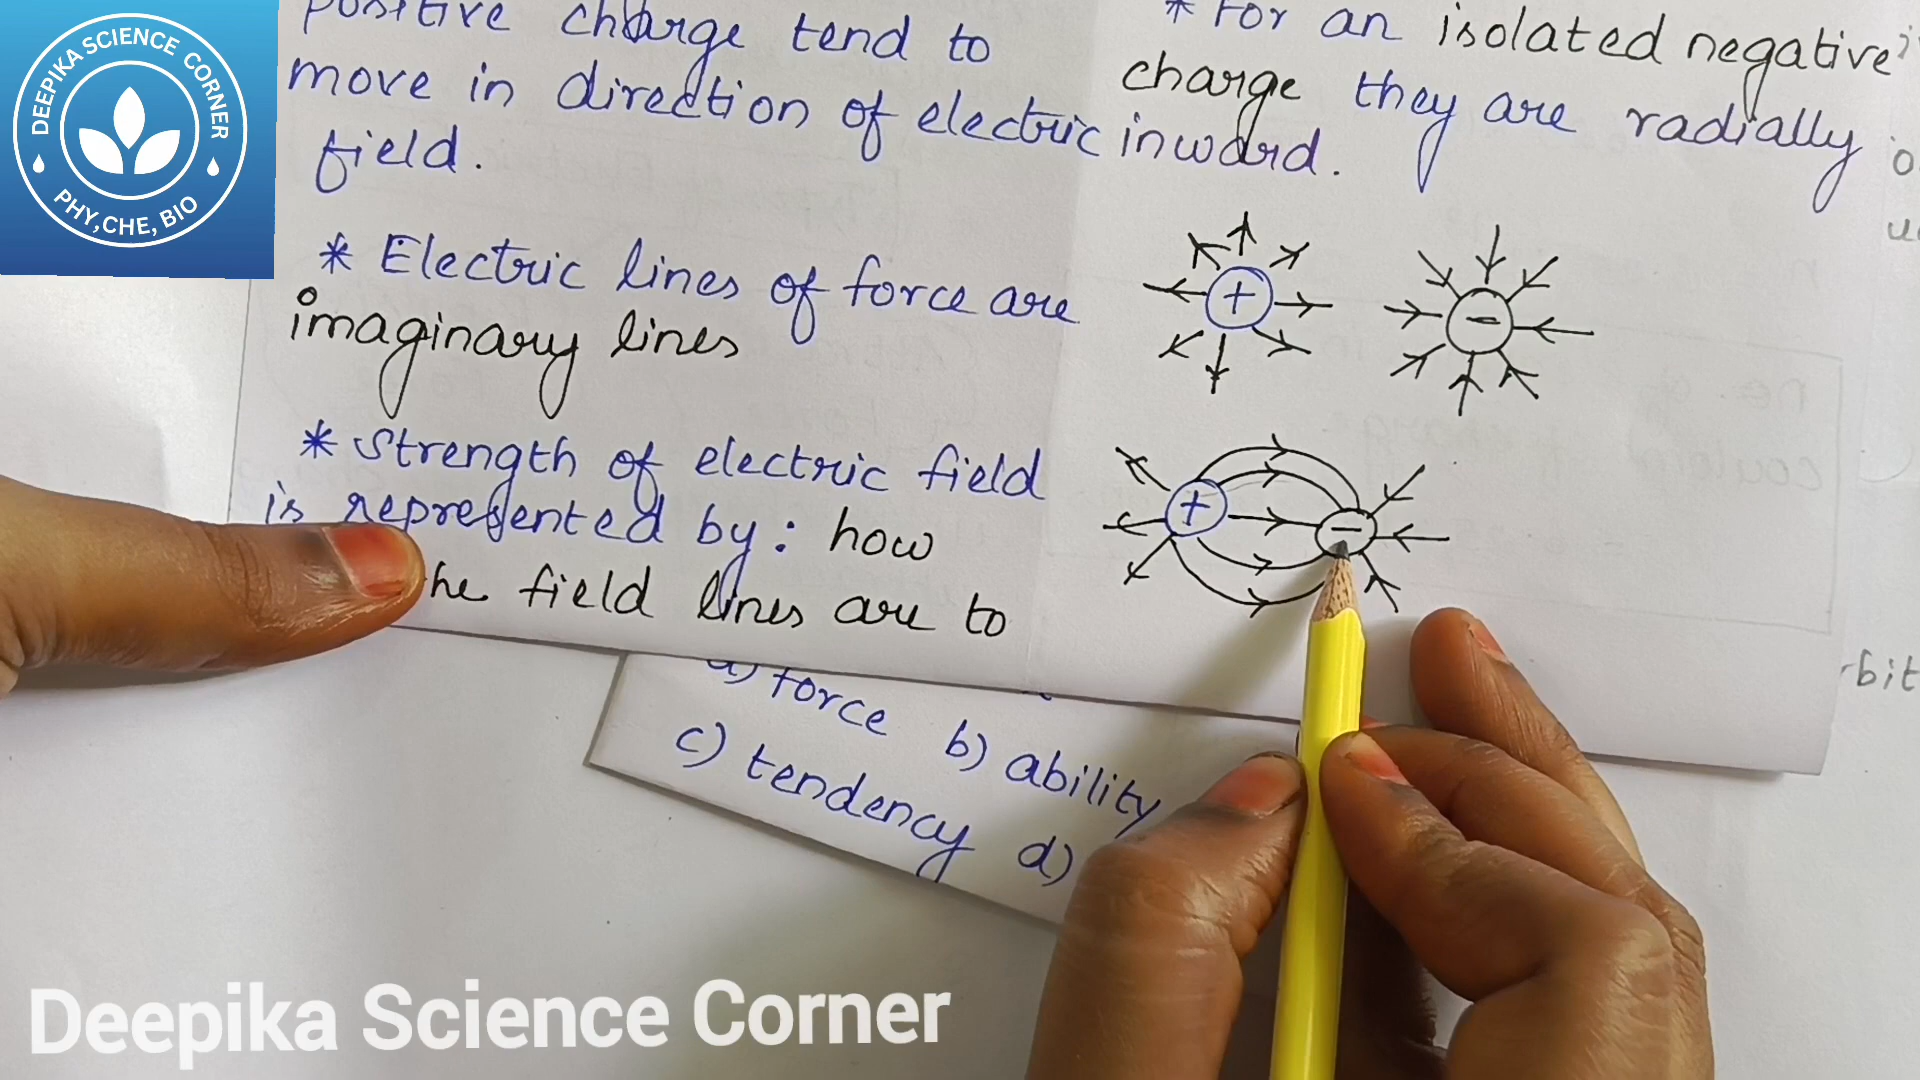 DEEPIKA SCIENCE CORNER
PHY,CHE, BIO
positive charge tend to
move in direction of electric
field.
* Electric lines of force are
imaginary lines
* Strength of electric field
is represented by: how
the field lines are to
* For an isolated negative
charge they are radially
inward.
+
-
+
-
a) force b) ability
c) tendency d)
Deepika Science Corner